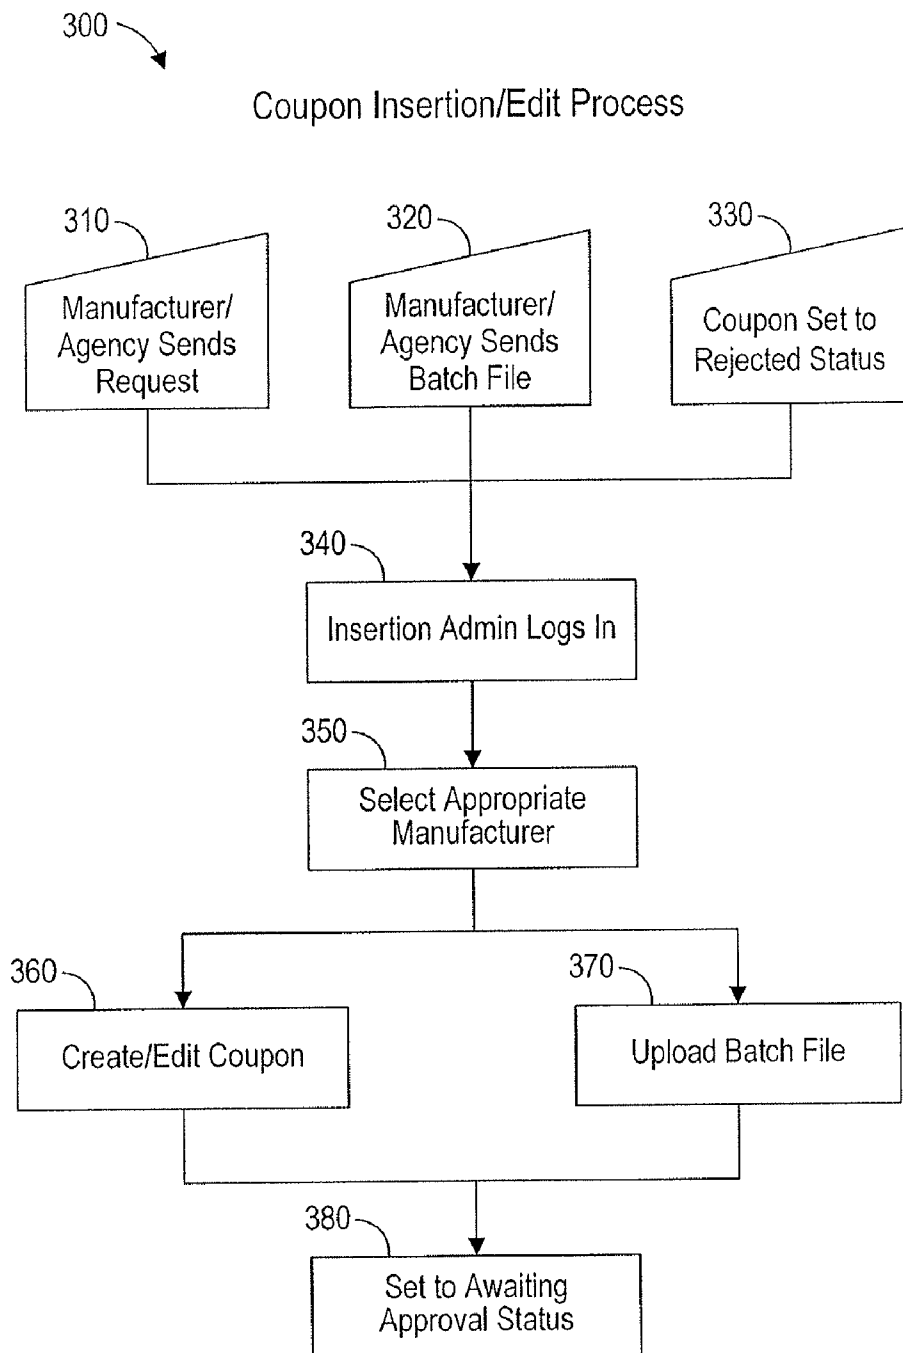 300
Coupon Insertion/Edit Process
310
320
330
Manufacturer/
Agency Sends
Request
Manufacturer/
Agency Sends
Batch File
Coupon Set to
Rejected Status
340
Insertion Admin Logs In
350
Select Appropriate
Manufacturer
360
370
Create/Edit Coupon
Upload Batch File
380
Set to Awaiting
Approval Status